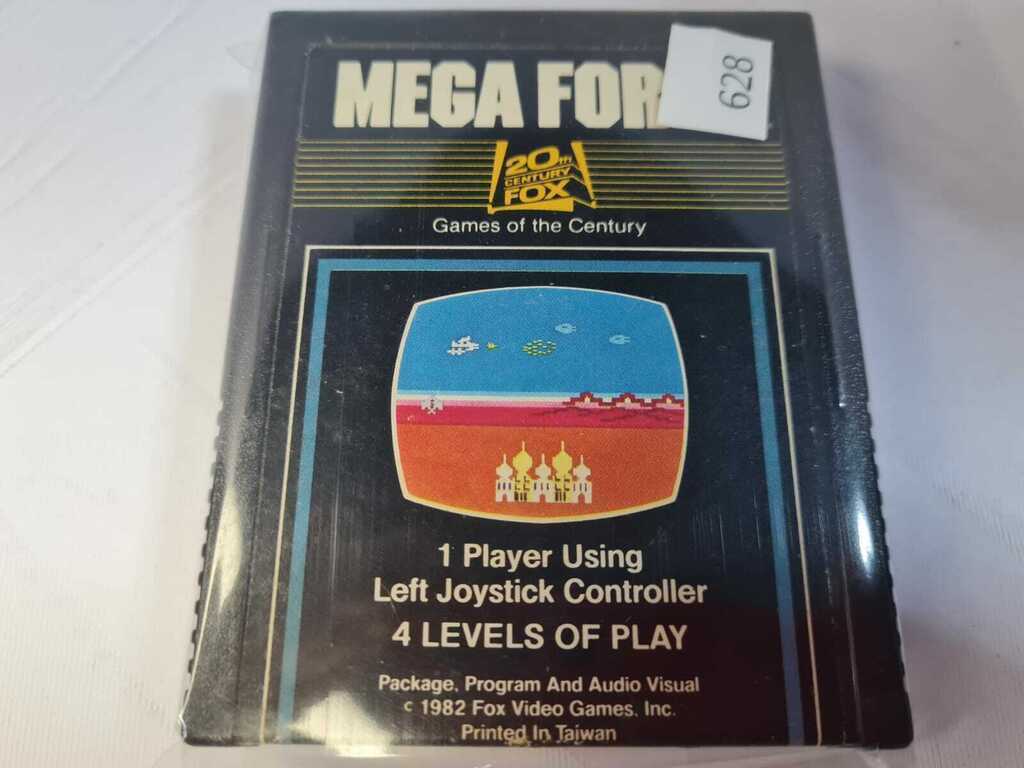 MEGA FOR
628
20th
CENTURY
FOX
Games of the Century
1 Player Using
Left Joystick Controller
4 LEVELS OF PLAY
Package, Program And Audio Visual
© 1982 Fox Video Games, Inc.
Printed In Taiwan